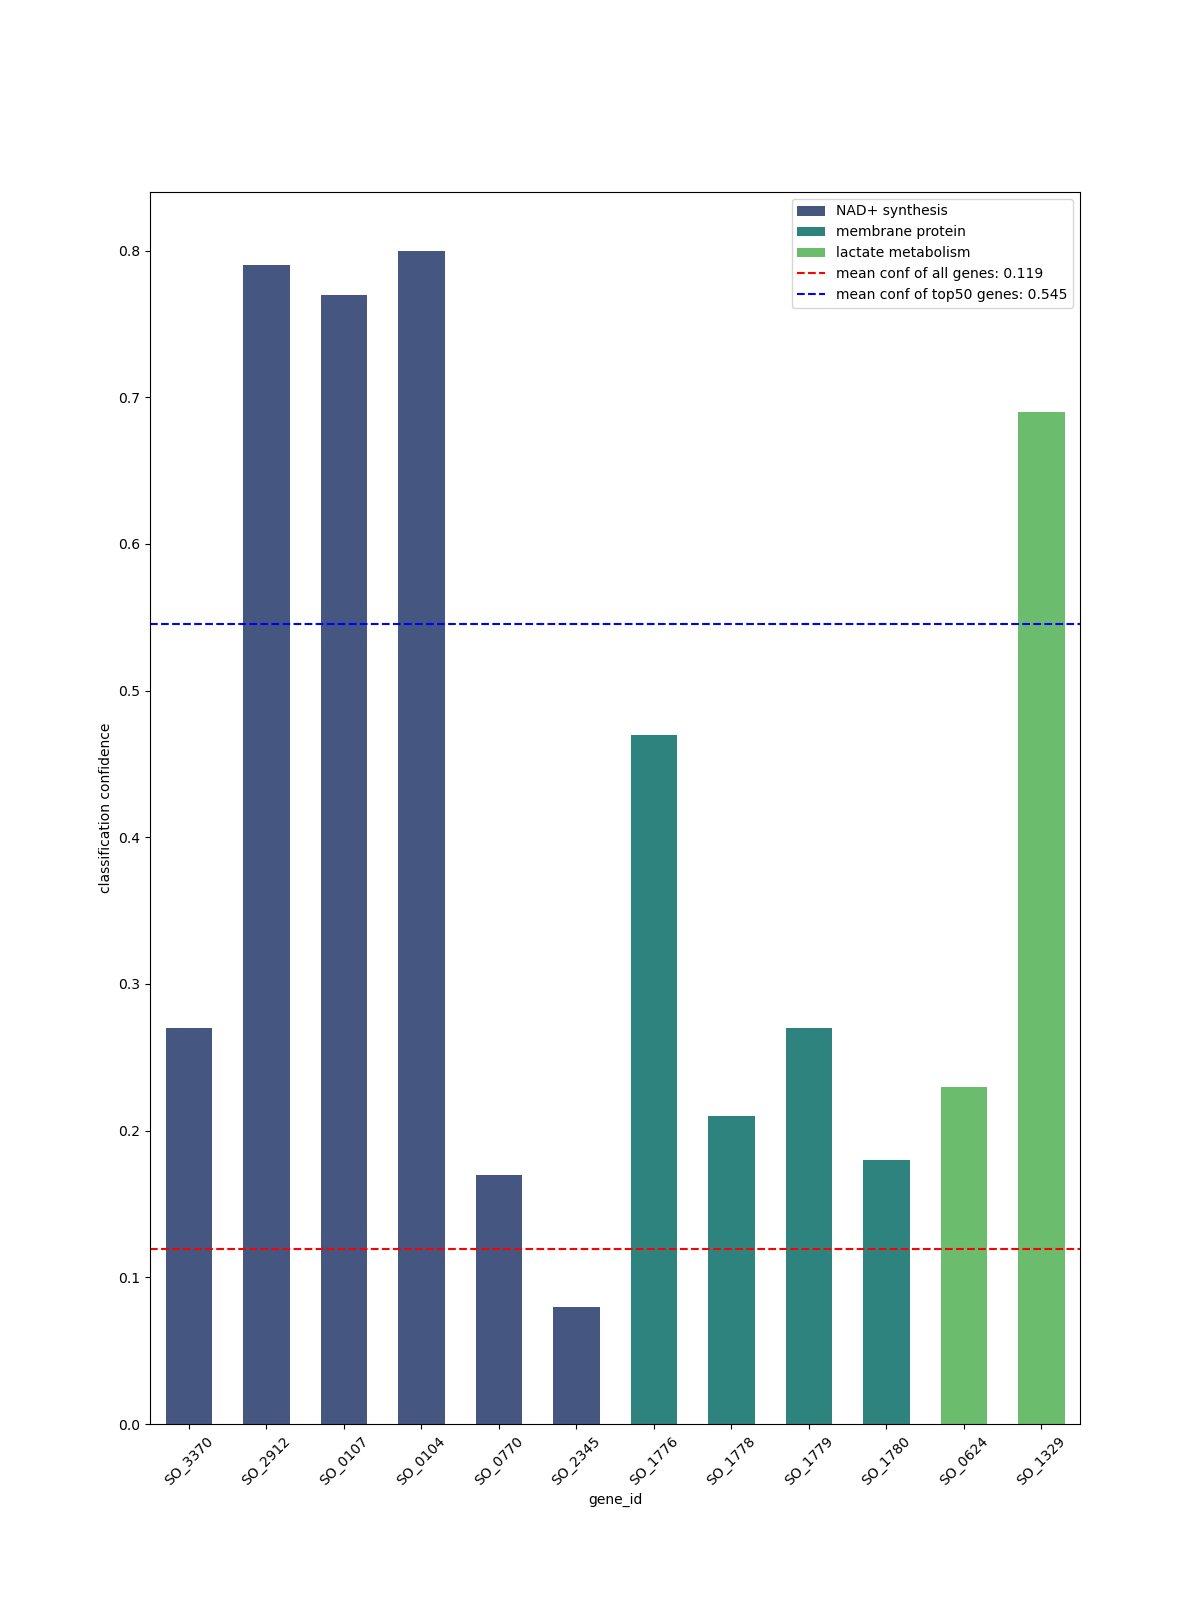 NAD+ synthesis
membrane protein
lactate metabolism
mean conf of all genes: 0.119
mean conf of top50 genes: 0.545
classification confidence
0.8
0.7
0.6
0.5
0.4
0.3
0.2
0.1
0.0
SO_3370
SO_2912
SO_0107
SO_0104
SO_0770
SO_2345
SO_1776
SO_1778
SO_1779
SO_1780
SO_0624
SO_1329
gene_id